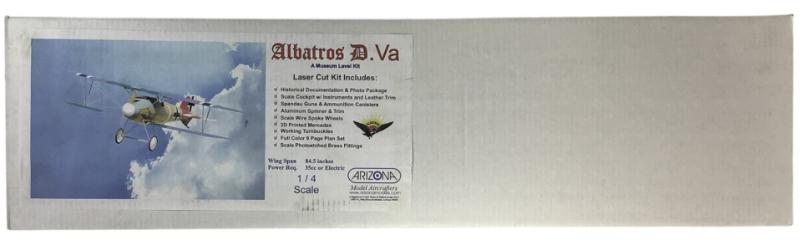 Albatros D.Va
A Museum Level Kit
Laser Cut Kit Includes:
Historical Documentation & Photo Package
Scale Cockpit w/ Instruments and Leather Trim
Spandau Guns & Ammunition Canisters
Aluminum Spinner & Trim
Scale Wire Spoke Wheels
3D Printed Mercedes
Working Turnbuckles
Full Color 9 Page Plan Set
Scale Photoetched Brass Fittings
Wing Span 84.5 inches
Power Req. 35cc or Electric
1/4
Scale
ARIZONA
Model Aircrafters
www.arizonamodels.com